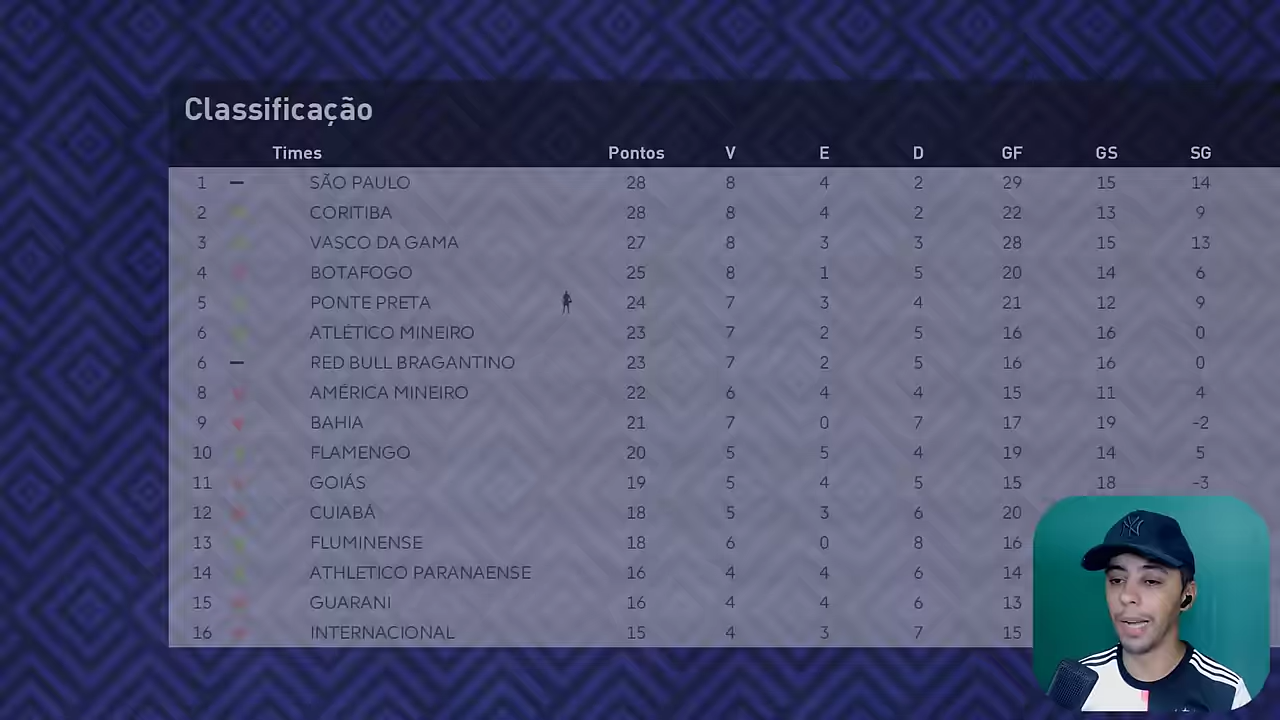 Classificação
Times Pontos V E D GF GS SG
1 SÃO PAULO 28 8 4 2 29 15 14
2 CORITIBA 28 8 4 2 22 13 9
3 VASCO DA GAMA 27 8 3 3 28 15 13
4 BOTAFOGO 25 8 1 5 20 14 6
5 PONTE PRETA 24 7 3 4 21 12 9
6 ATLÉTICO MINEIRO 23 7 2 5 16 16 0
6 RED BULL BRAGANTINO 23 7 2 5 16 16 0
8 AMÉRICA MINEIRO 22 6 4 4 15 11 4
9 BAHIA 21 7 0 7 17 19 -2
10 FLAMENGO 20 5 5 4 19 14 5
11 GOIÁS 19 5 4 5 15 18 -3
12 CUIABÁ 18 5 3 6 20
13 FLUMINENSE 18 6 0 8 16
14 ATHLETICO PARANAENSE 16 4 4 6 14
15 GUARANI 16 4 4 6 13
16 INTERNACIONAL 15 4 3 7 15